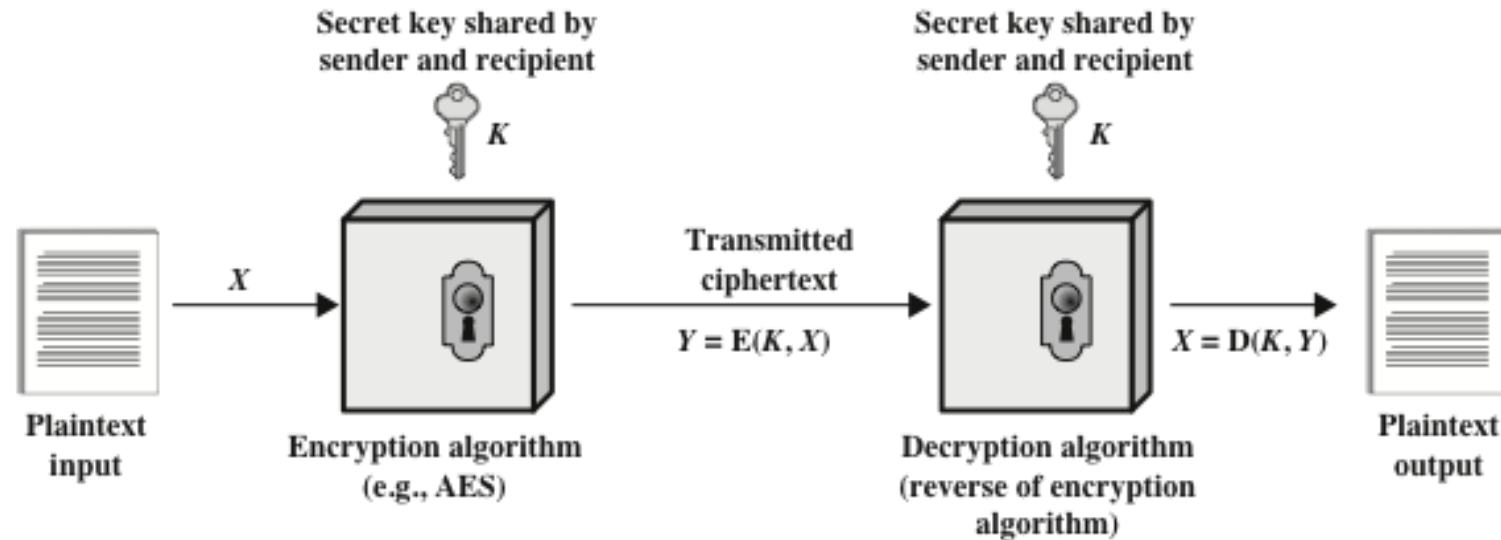 Secret key shared by
sender and recipient
K
Secret key shared by
sender and recipient
K
X
Transmitted
ciphertext
Y = E(K, X)
X = D(K, Y)
Plaintext
input
Encryption algorithm
(e.g., AES)
Decryption algorithm
(reverse of encryption
algorithm)
Plaintext
output